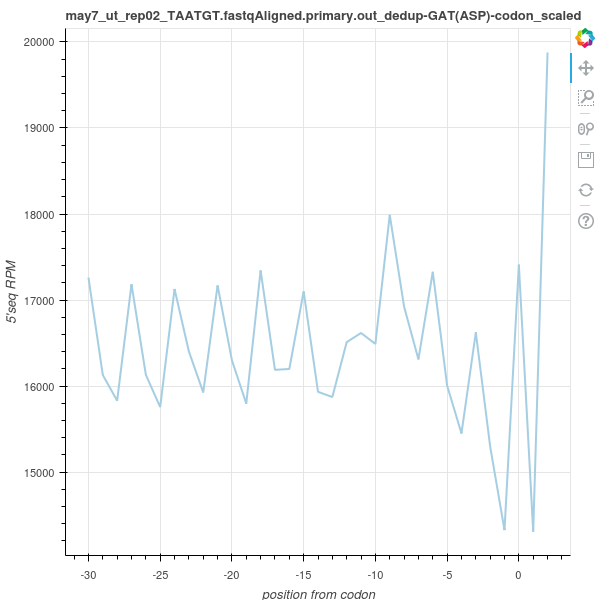 may7_ut_rep02_TAATGT.fastqAligned.primary.out_dedup-GAT(ASP)-codon_scaled
20000
19000
18000
17000
16000
15000
5'seq RPM
-30 -25 -20 -15 -10 -5 0
position from codon